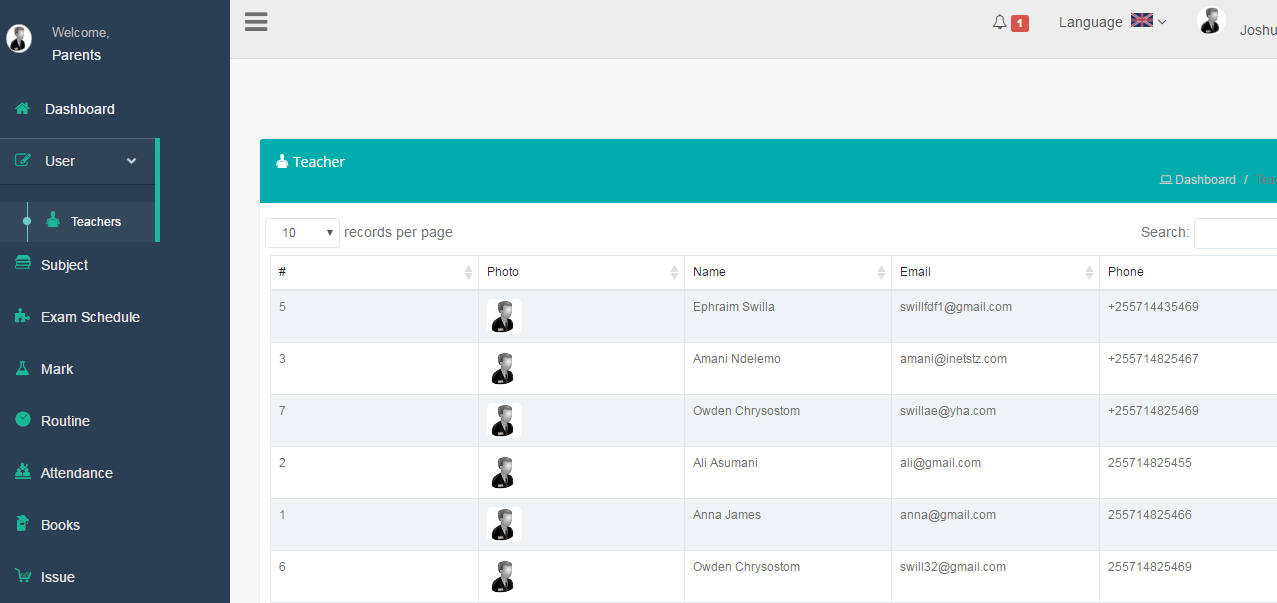 Welcome,
Parents
Dashboard
User
Teachers
Subject
Exam Schedule
Mark
Routine
Attendance
Books
Issue
1 Language
Teacher
Dashboard /
10 records per page Search:
# Photo Name Email Phone
5 Ephraim Swilla swillfdf1@gmail.com +255714435469
3 Amani Ndelemo amani@inetstz.com +255714825467
7 Owden Chrysostom swillae@yha.com +255714825469
2 Ali Asumani ali@gmail.com 255714825455
1 Anna James anna@gmail.com 255714825466
6 Owden Chrysostom swill32@gmail.com 255714825469